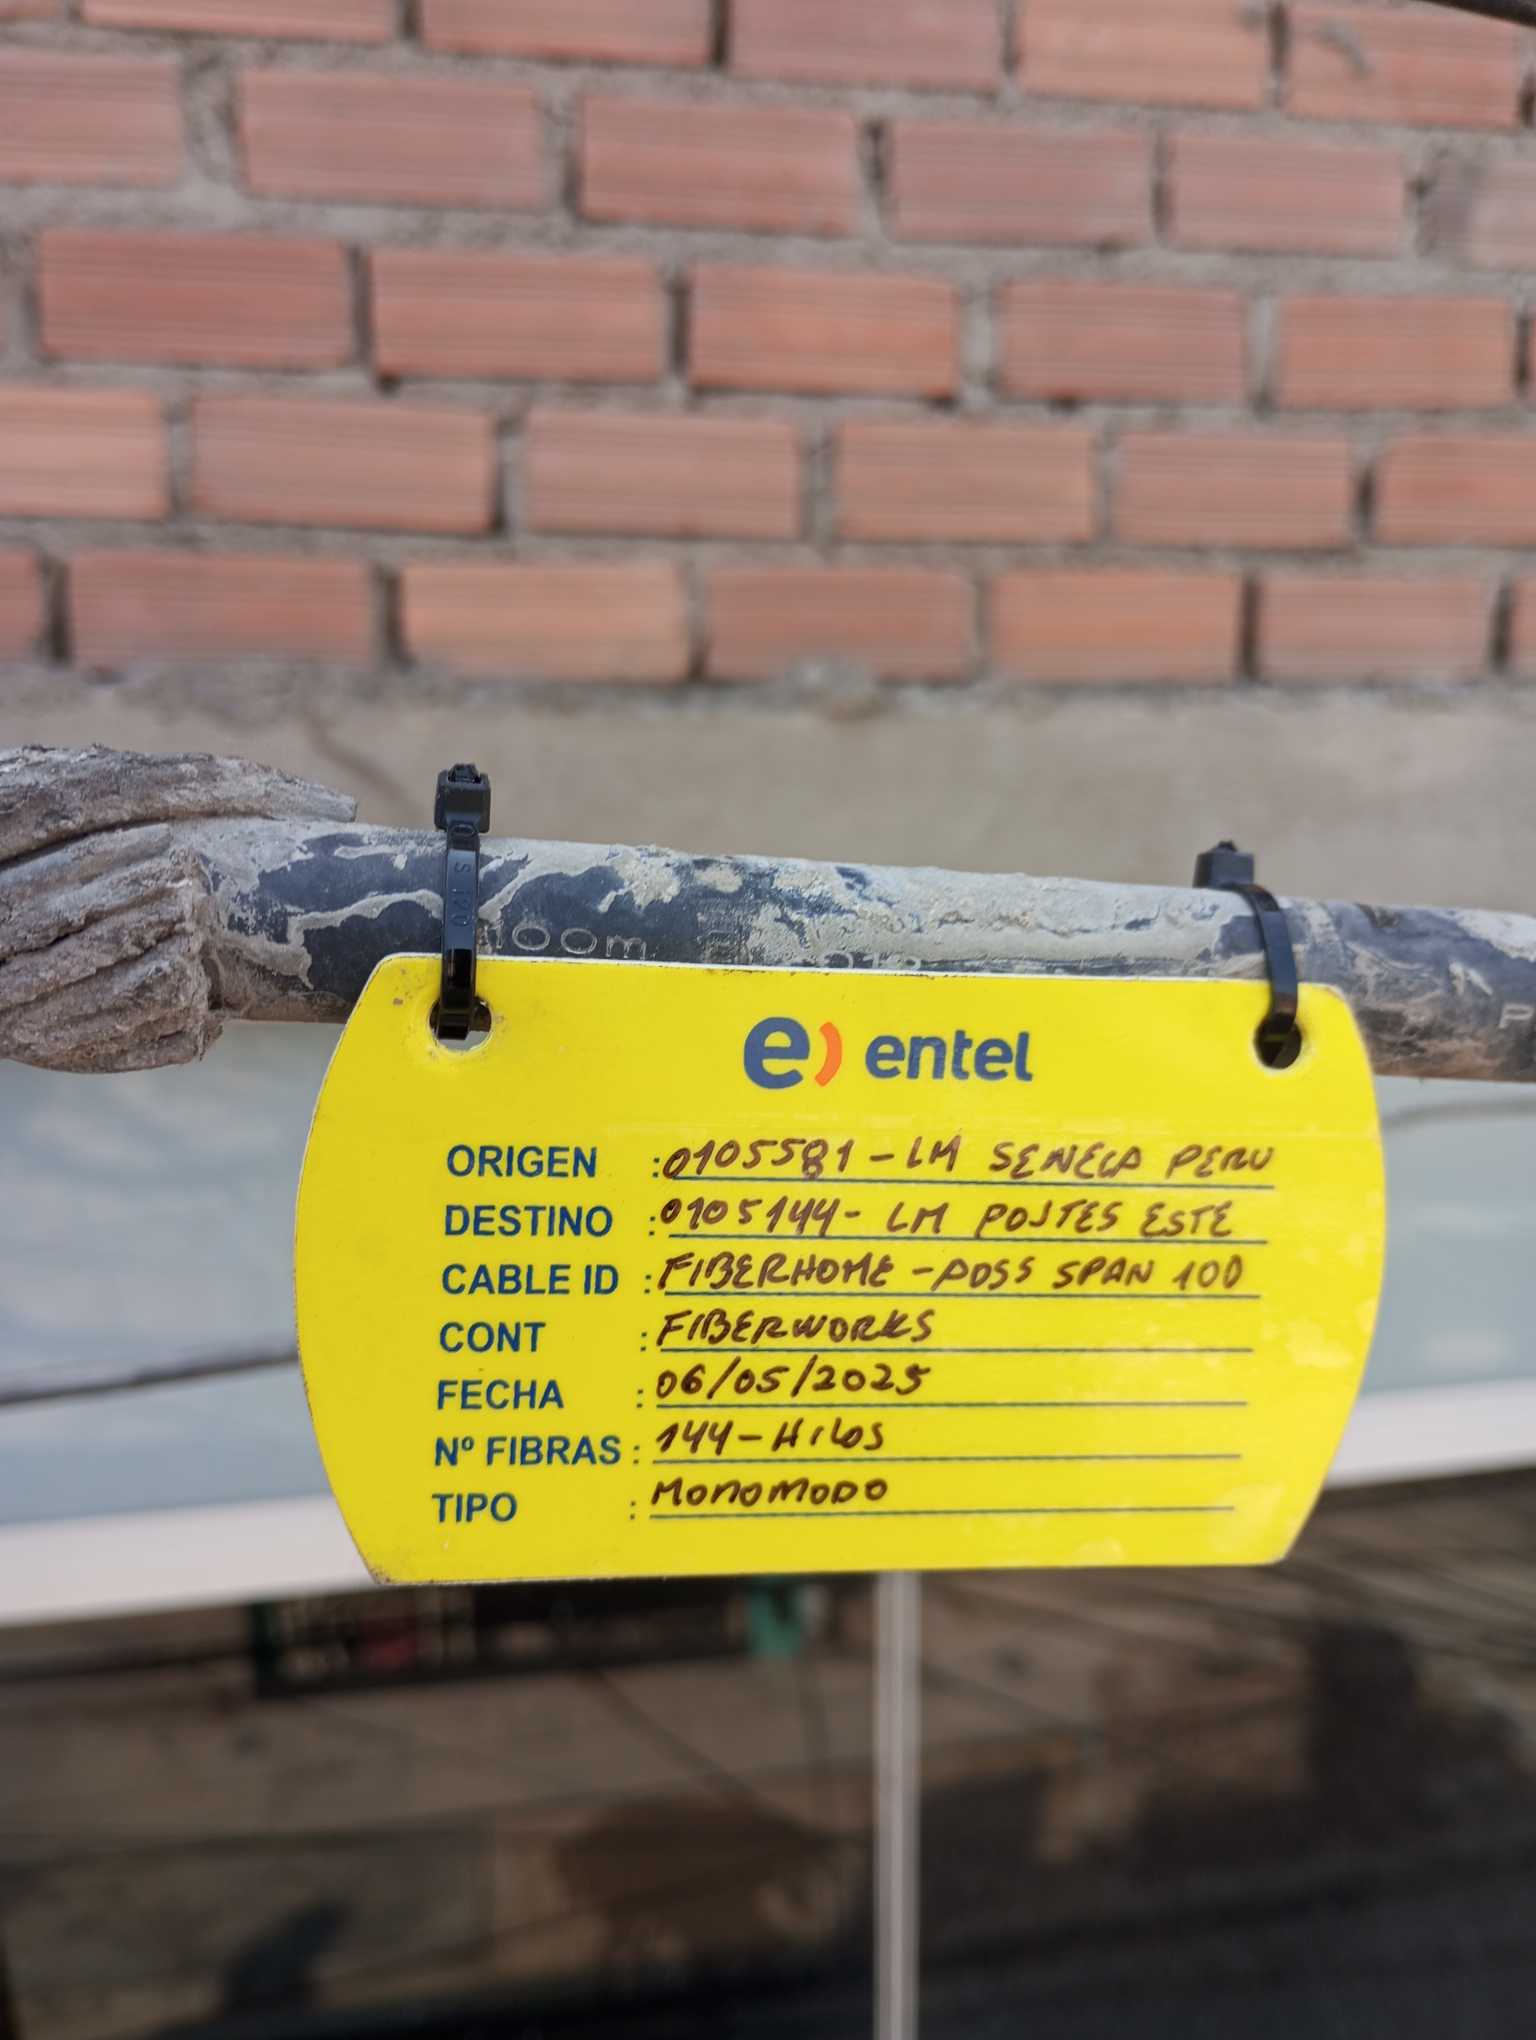 100m
e) entel
ORIGEN : 0105581 - LM SENECA PERU
DESTINO : 0105144 - LM POSTES ESTE
CABLE ID : FIBERHOME - ADSS SPAN 100
CONT : FIBERWORKS
FECHA : 06/05/2025
Nº FIBRAS : 144 - Hilos
TIPO : MONOMODO